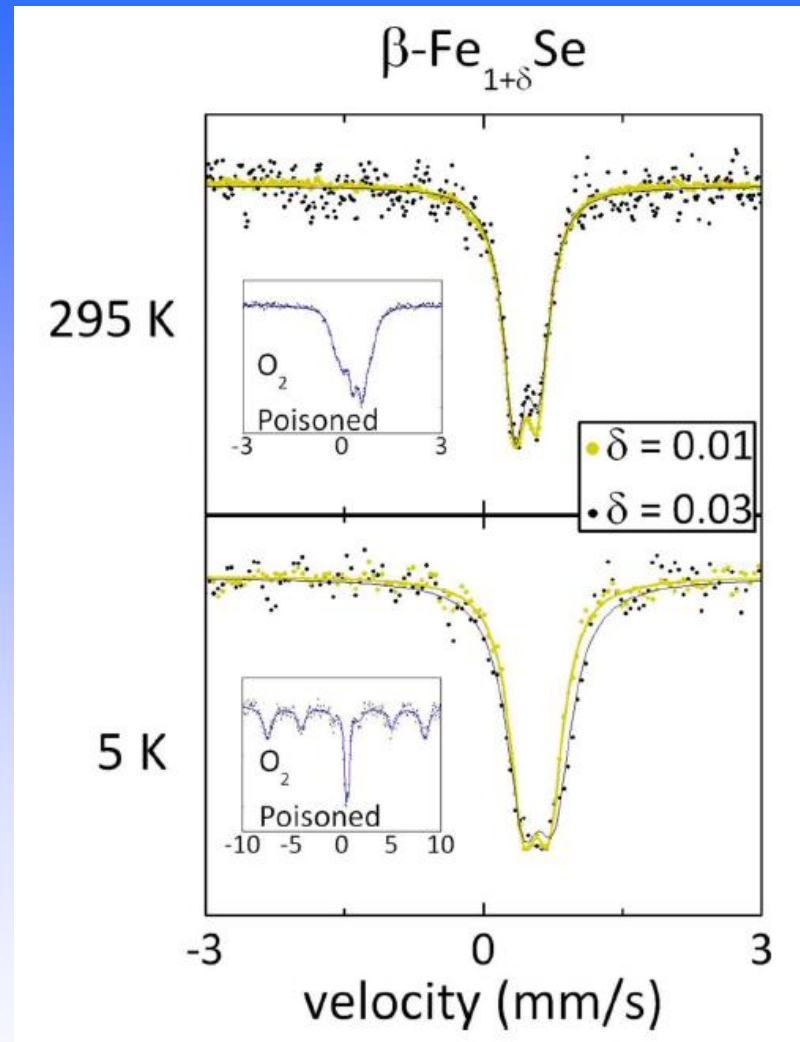 β-Fe1+δSe
295 K
O2
Poisoned
-3 0 3
δ = 0.01
δ = 0.03
5 K
O2
Poisoned
-10 -5 0 5 10
-3 0 3
velocity (mm/s)